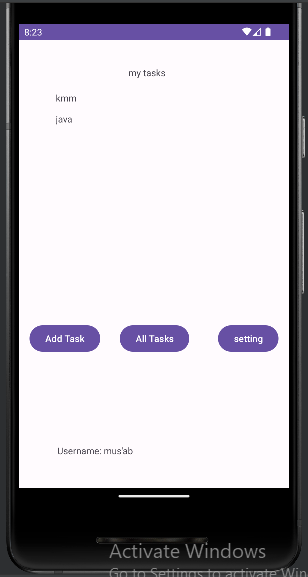 8:23
my tasks
kmm
java
Add Task All Tasks setting
Username: mus'ab
Activate Windows
Go to Settings to activate Win